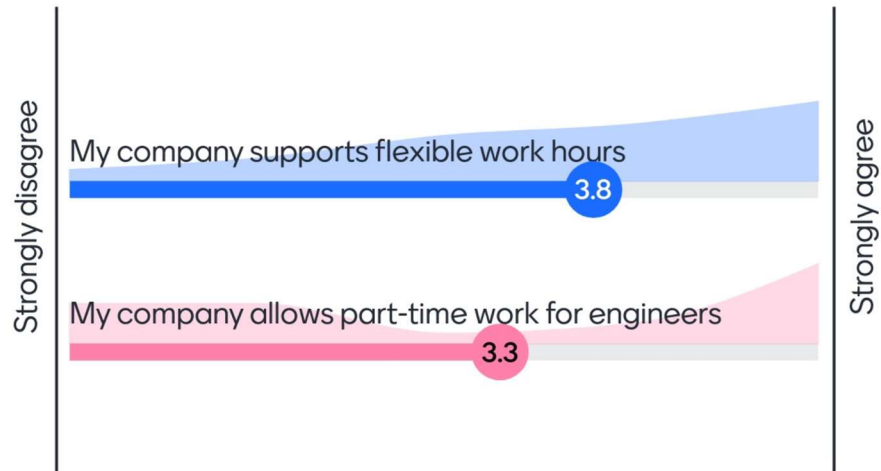 Strongly disagree
My company supports flexible work hours
3.8
My company allows part-time work for engineers
3.3
Strongly agree